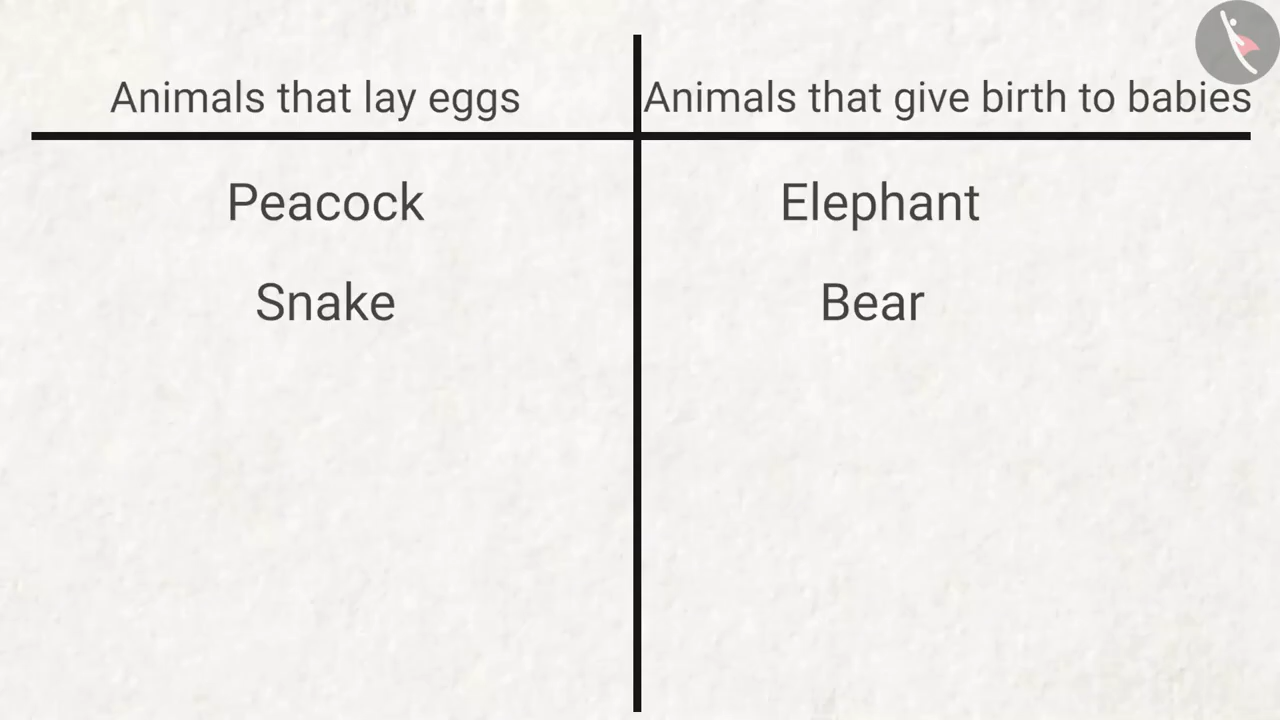 Animals that lay eggs
Animals that give birth to babies
Peacock
Elephant
Snake
Bear